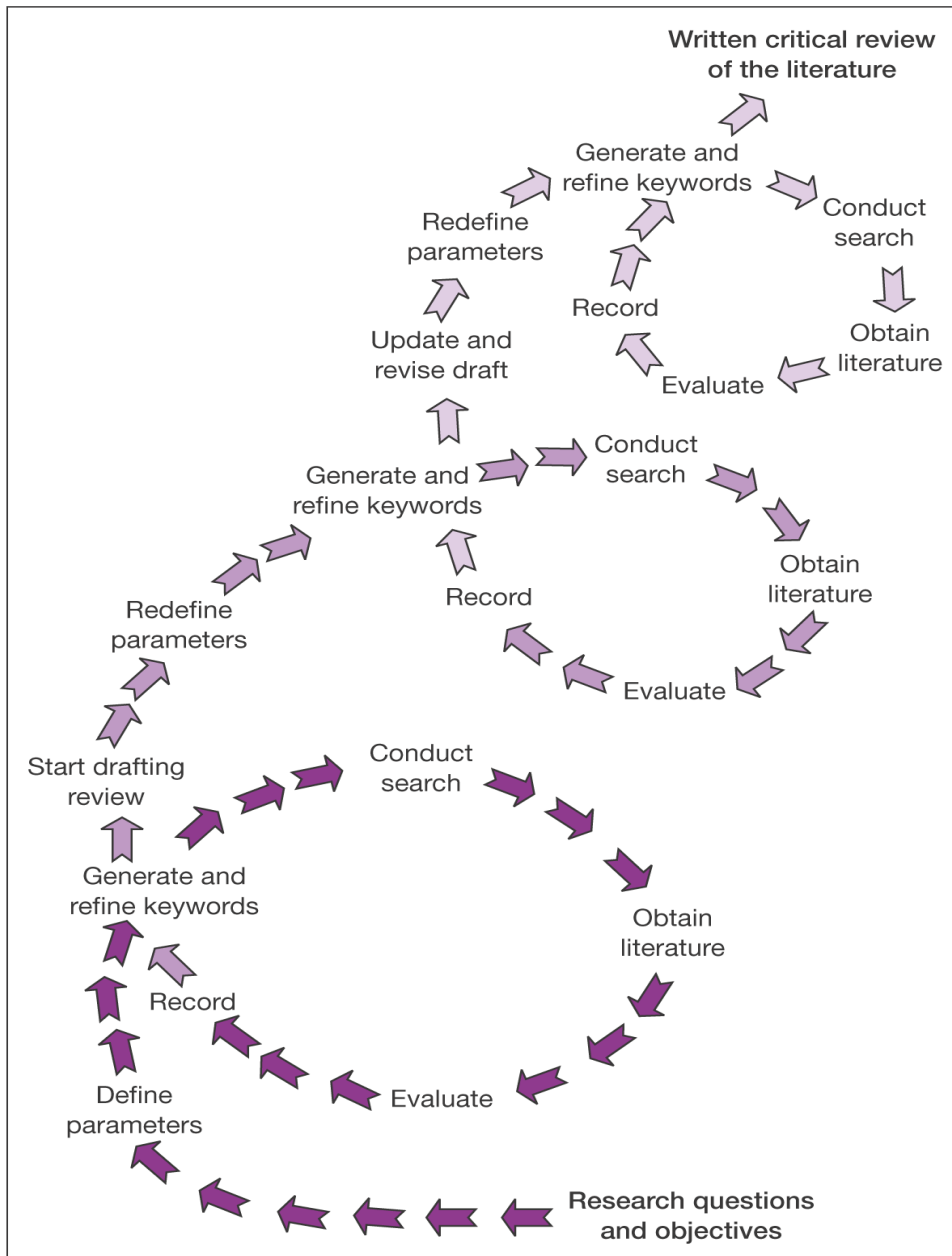 Written critical review
of the literature
Generate and
refine keywords
Conduct
search
Redefine
parameters
Record
Obtain
literature
Update and
revise draft
Evaluate
Conduct
search
Generate and
refine keywords
Obtain
literature
Record
Redefine
parameters
Evaluate
Conduct
search
Start drafting
review
Generate and
refine keywords
Obtain
literature
Record
Define
parameters
Evaluate
Research questions
and objectives